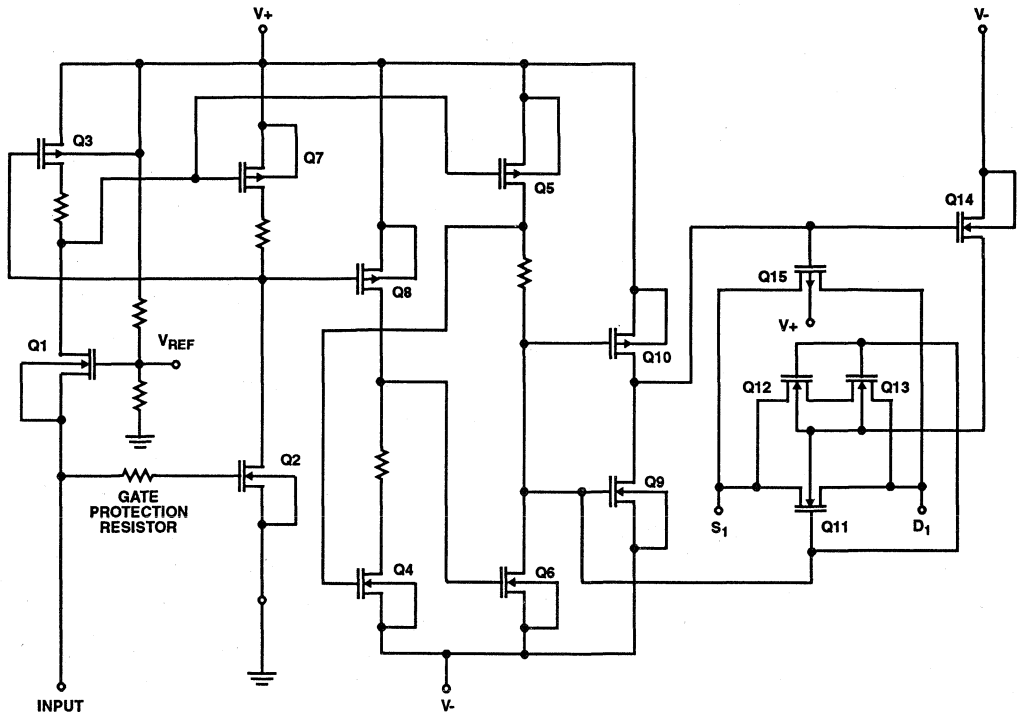 V+
V-
Q3
Q7
Q5
Q14
Q8
Q15
V+
Q1
VREF
Q10
Q12
Q13
Q2
Q9
GATE
PROTECTION
RESISTOR
S1
Q11
D1
Q4
Q6
INPUT
V-